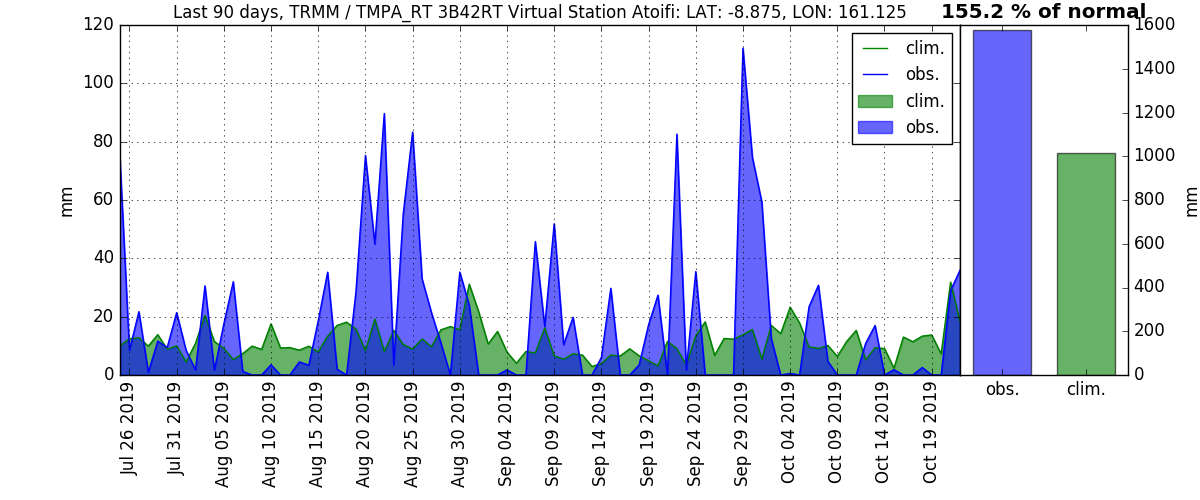 Last 90 days, TRMM / TMPA_RT 3B42RT Virtual Station Atoifi: LAT: -8.875, LON: 161.125
155.2 % of normal
120
100
80
60
40
20
0
mm
clim.
obs.
clim.
obs.
1600
1400
1200
1000
800
600
400
200
0
mm
Jul 26 2019
Jul 31 2019
Aug 05 2019
Aug 10 2019
Aug 15 2019
Aug 20 2019
Aug 25 2019
Aug 30 2019
Sep 04 2019
Sep 09 2019
Sep 14 2019
Sep 19 2019
Sep 24 2019
Sep 29 2019
Oct 04 2019
Oct 09 2019
Oct 14 2019
Oct 19 2019
obs.
clim.